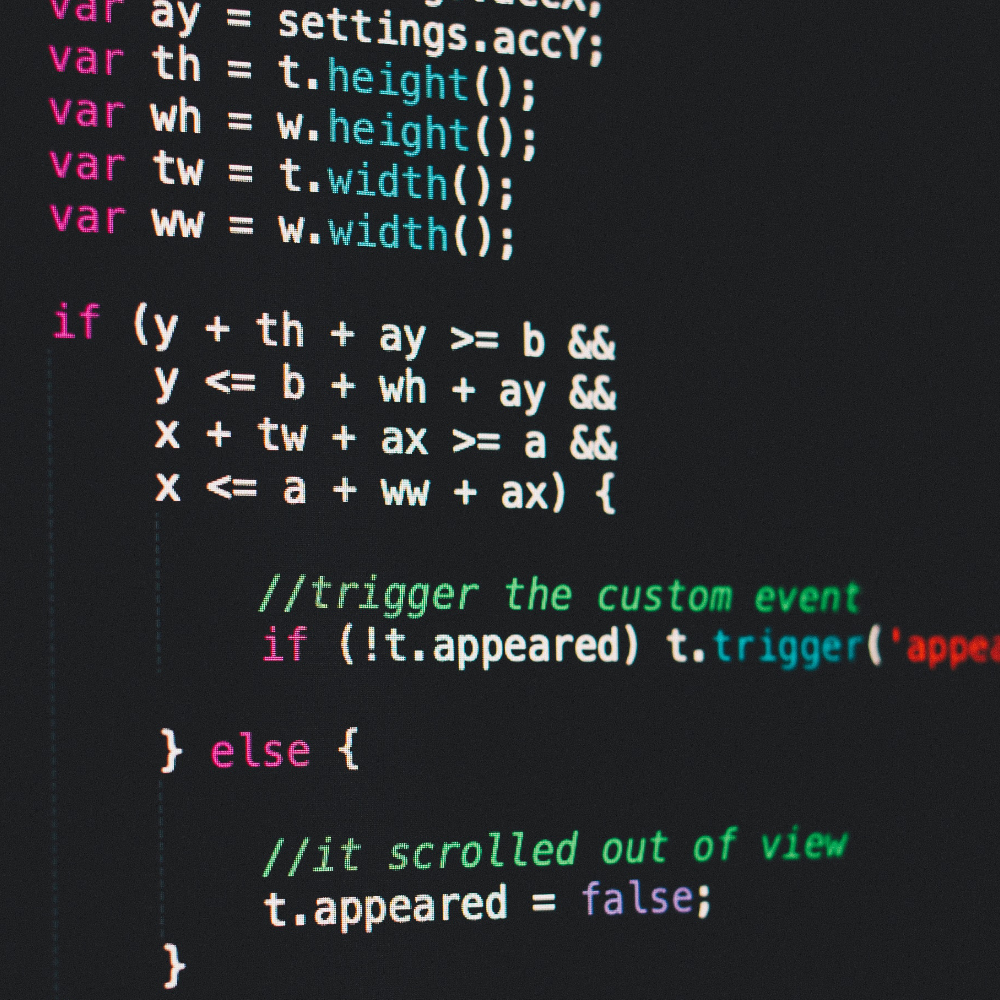 var ay = settings.accY;
var th = t.height();
var wh = w.height();
var tw = t.width();
var ww = w.width();
if (y + th + ay >= b &&
y <= b + wh + ay &&
x + tw + ax >= a &&
x <= a + ww + ax) {
//trigger the custom event
if (!t.appeared) t.trigger('appea
} else {
//it scrolled out of view
t.appeared = false;
}